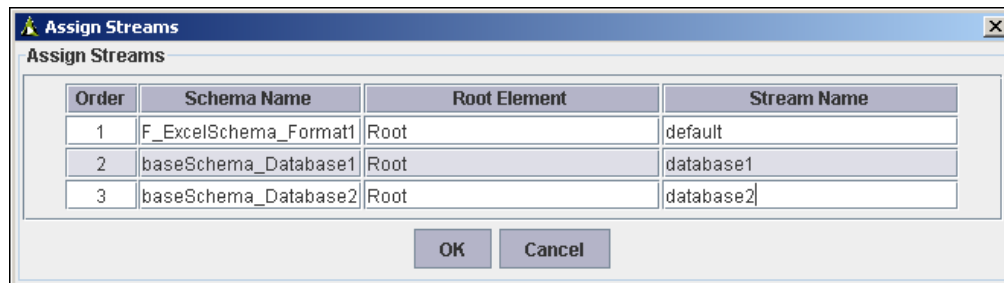 Assign Streams
Assign Streams
Order Schema Name Root Element Stream Name
1 F_ExcelSchema_Format1 Root default
2 baseSchema_Database1 Root database1
3 baseSchema_Database2 Root database2
OK Cancel